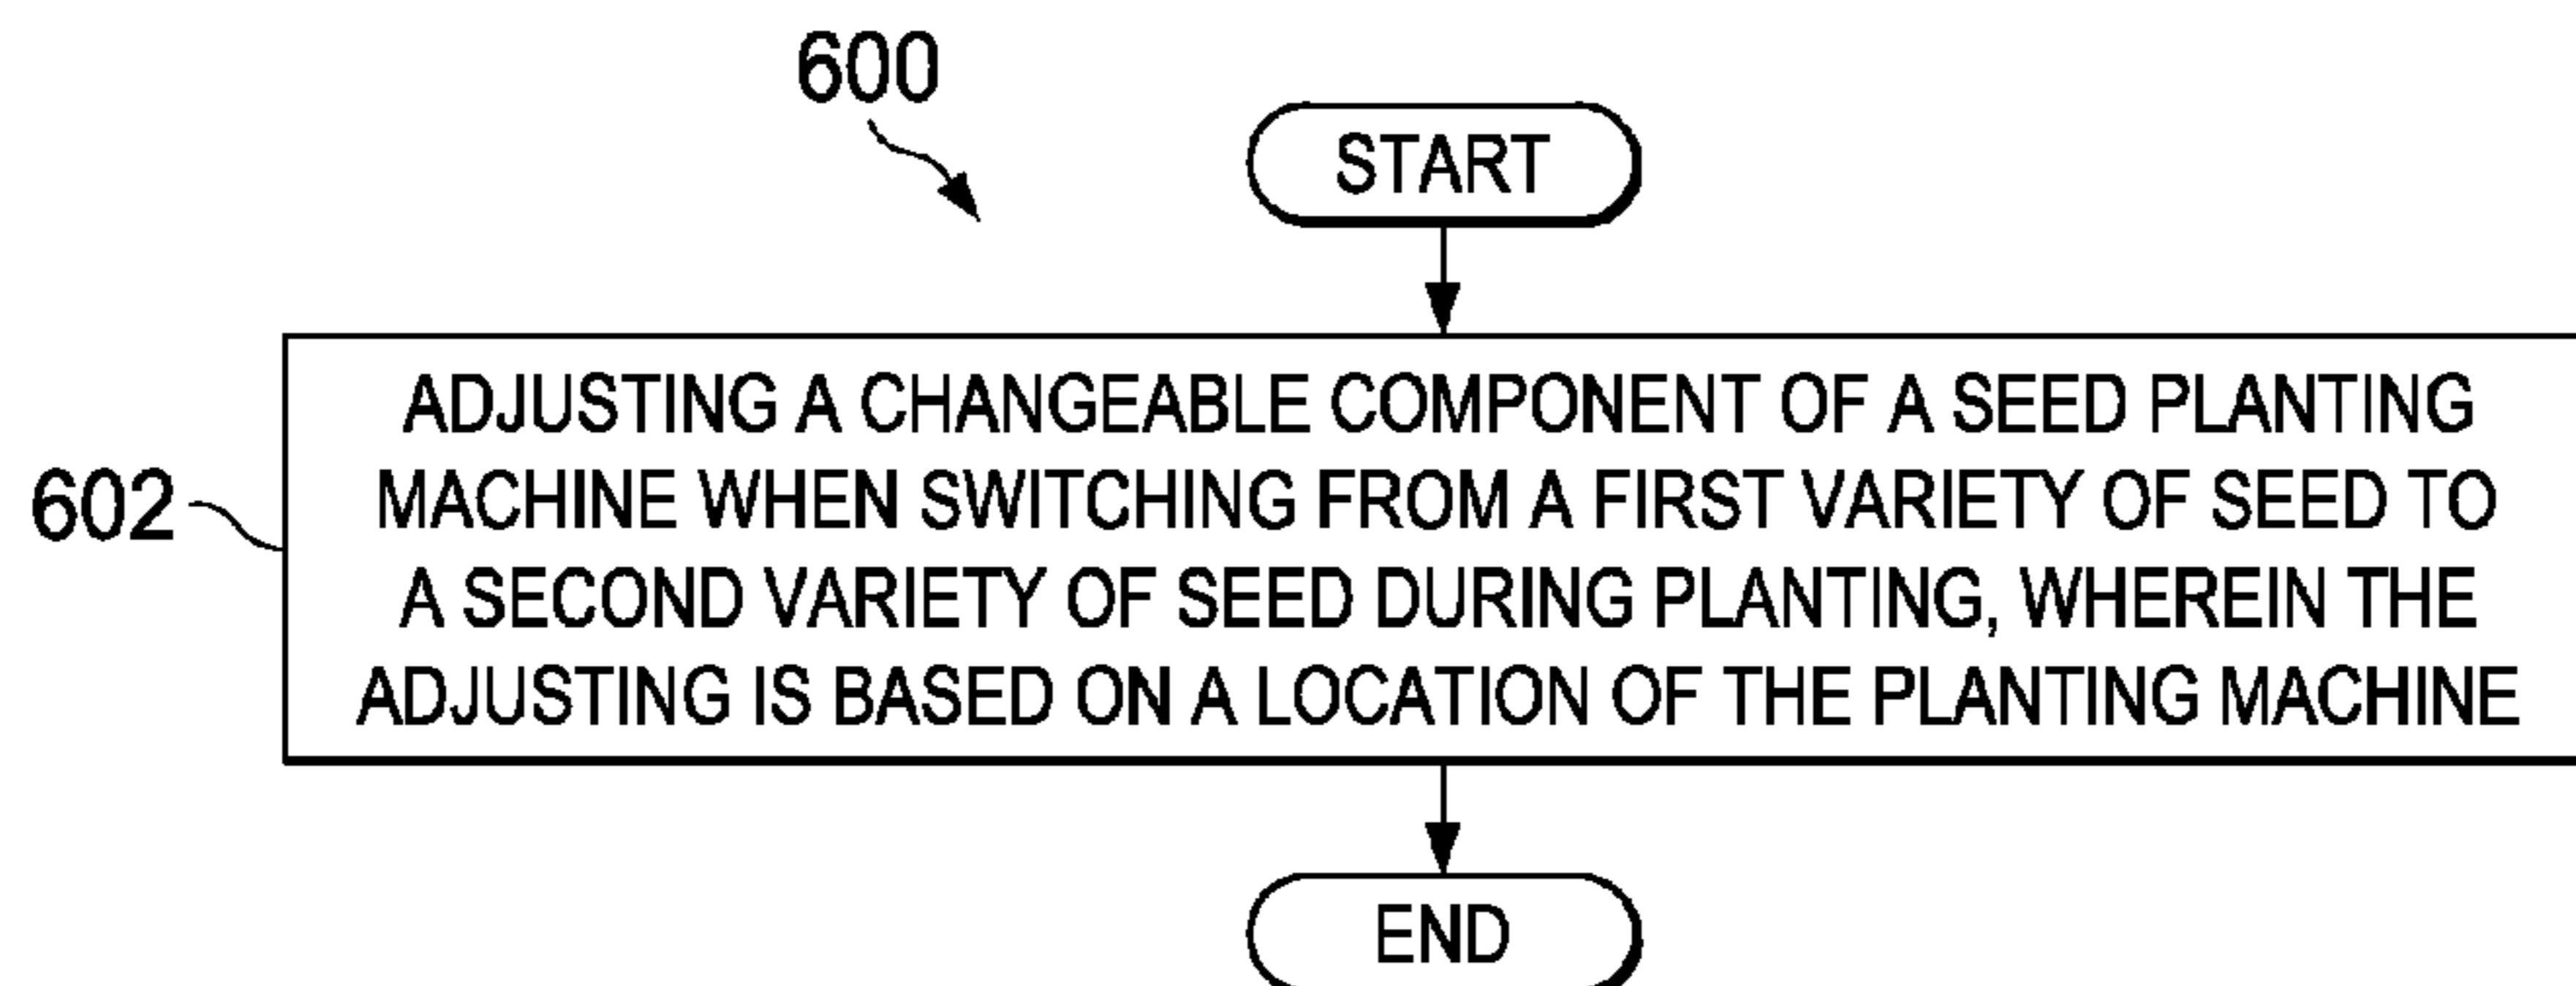 600
START
ADJUSTING A CHANGEABLE COMPONENT OF A SEED PLANTING
MACHINE WHEN SWITCHING FROM A FIRST VARIETY OF SEED TO
602
A SECOND VARIETY OF SEED DURING PLANTING, WHEREIN THE
ADJUSTING IS BASED ON A LOCATION OF THE PLANTING MACHINE
END